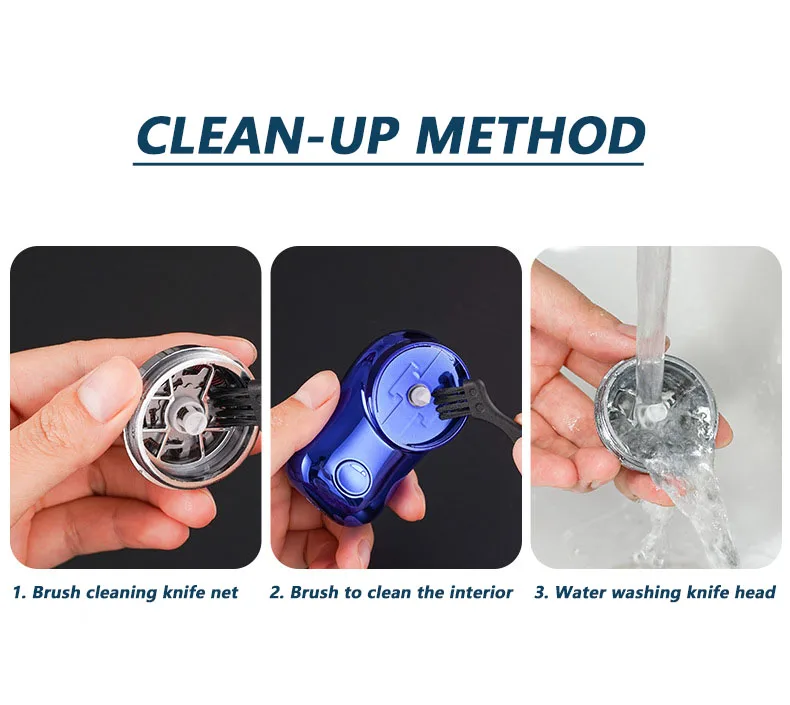 CLEAN-UP METHOD
1. Brush cleaning knife net
2. Brush to clean the interior
3. Water washing knife head